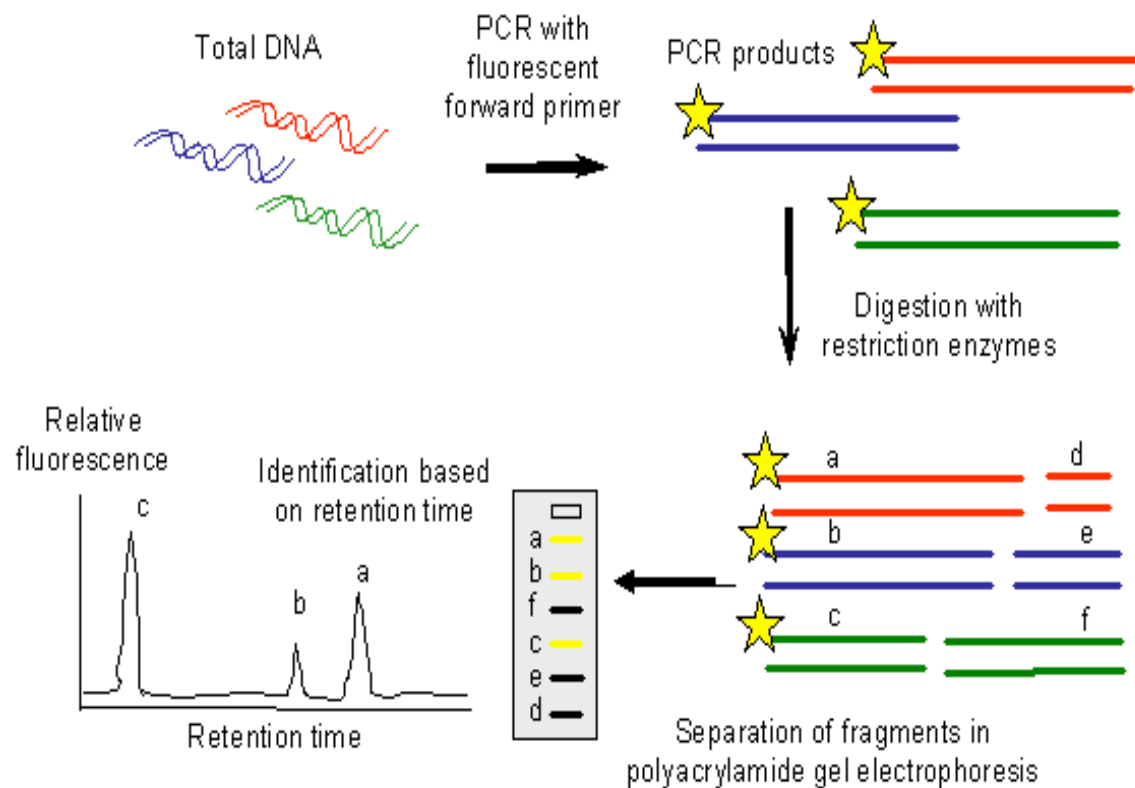 Total DNA
PCR with
fluorescent
forward primer
PCR products
Digestion with
restriction enzymes
a
d
b
e
c
f
Separation of fragments in
polyacrylamide gel electrophoresis
a
b
f
c
e
d
Relative
fluorescence
Identification based
on retention time
c
b
a
Retention time